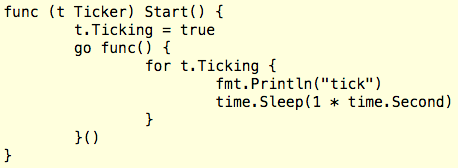 func (t Ticker) Start() {
        t.Ticking = true
        go func() {
                for t.Ticking {
                        fmt.Println("tick")
                        time.Sleep(1 * time.Second)
                }
        }()
}